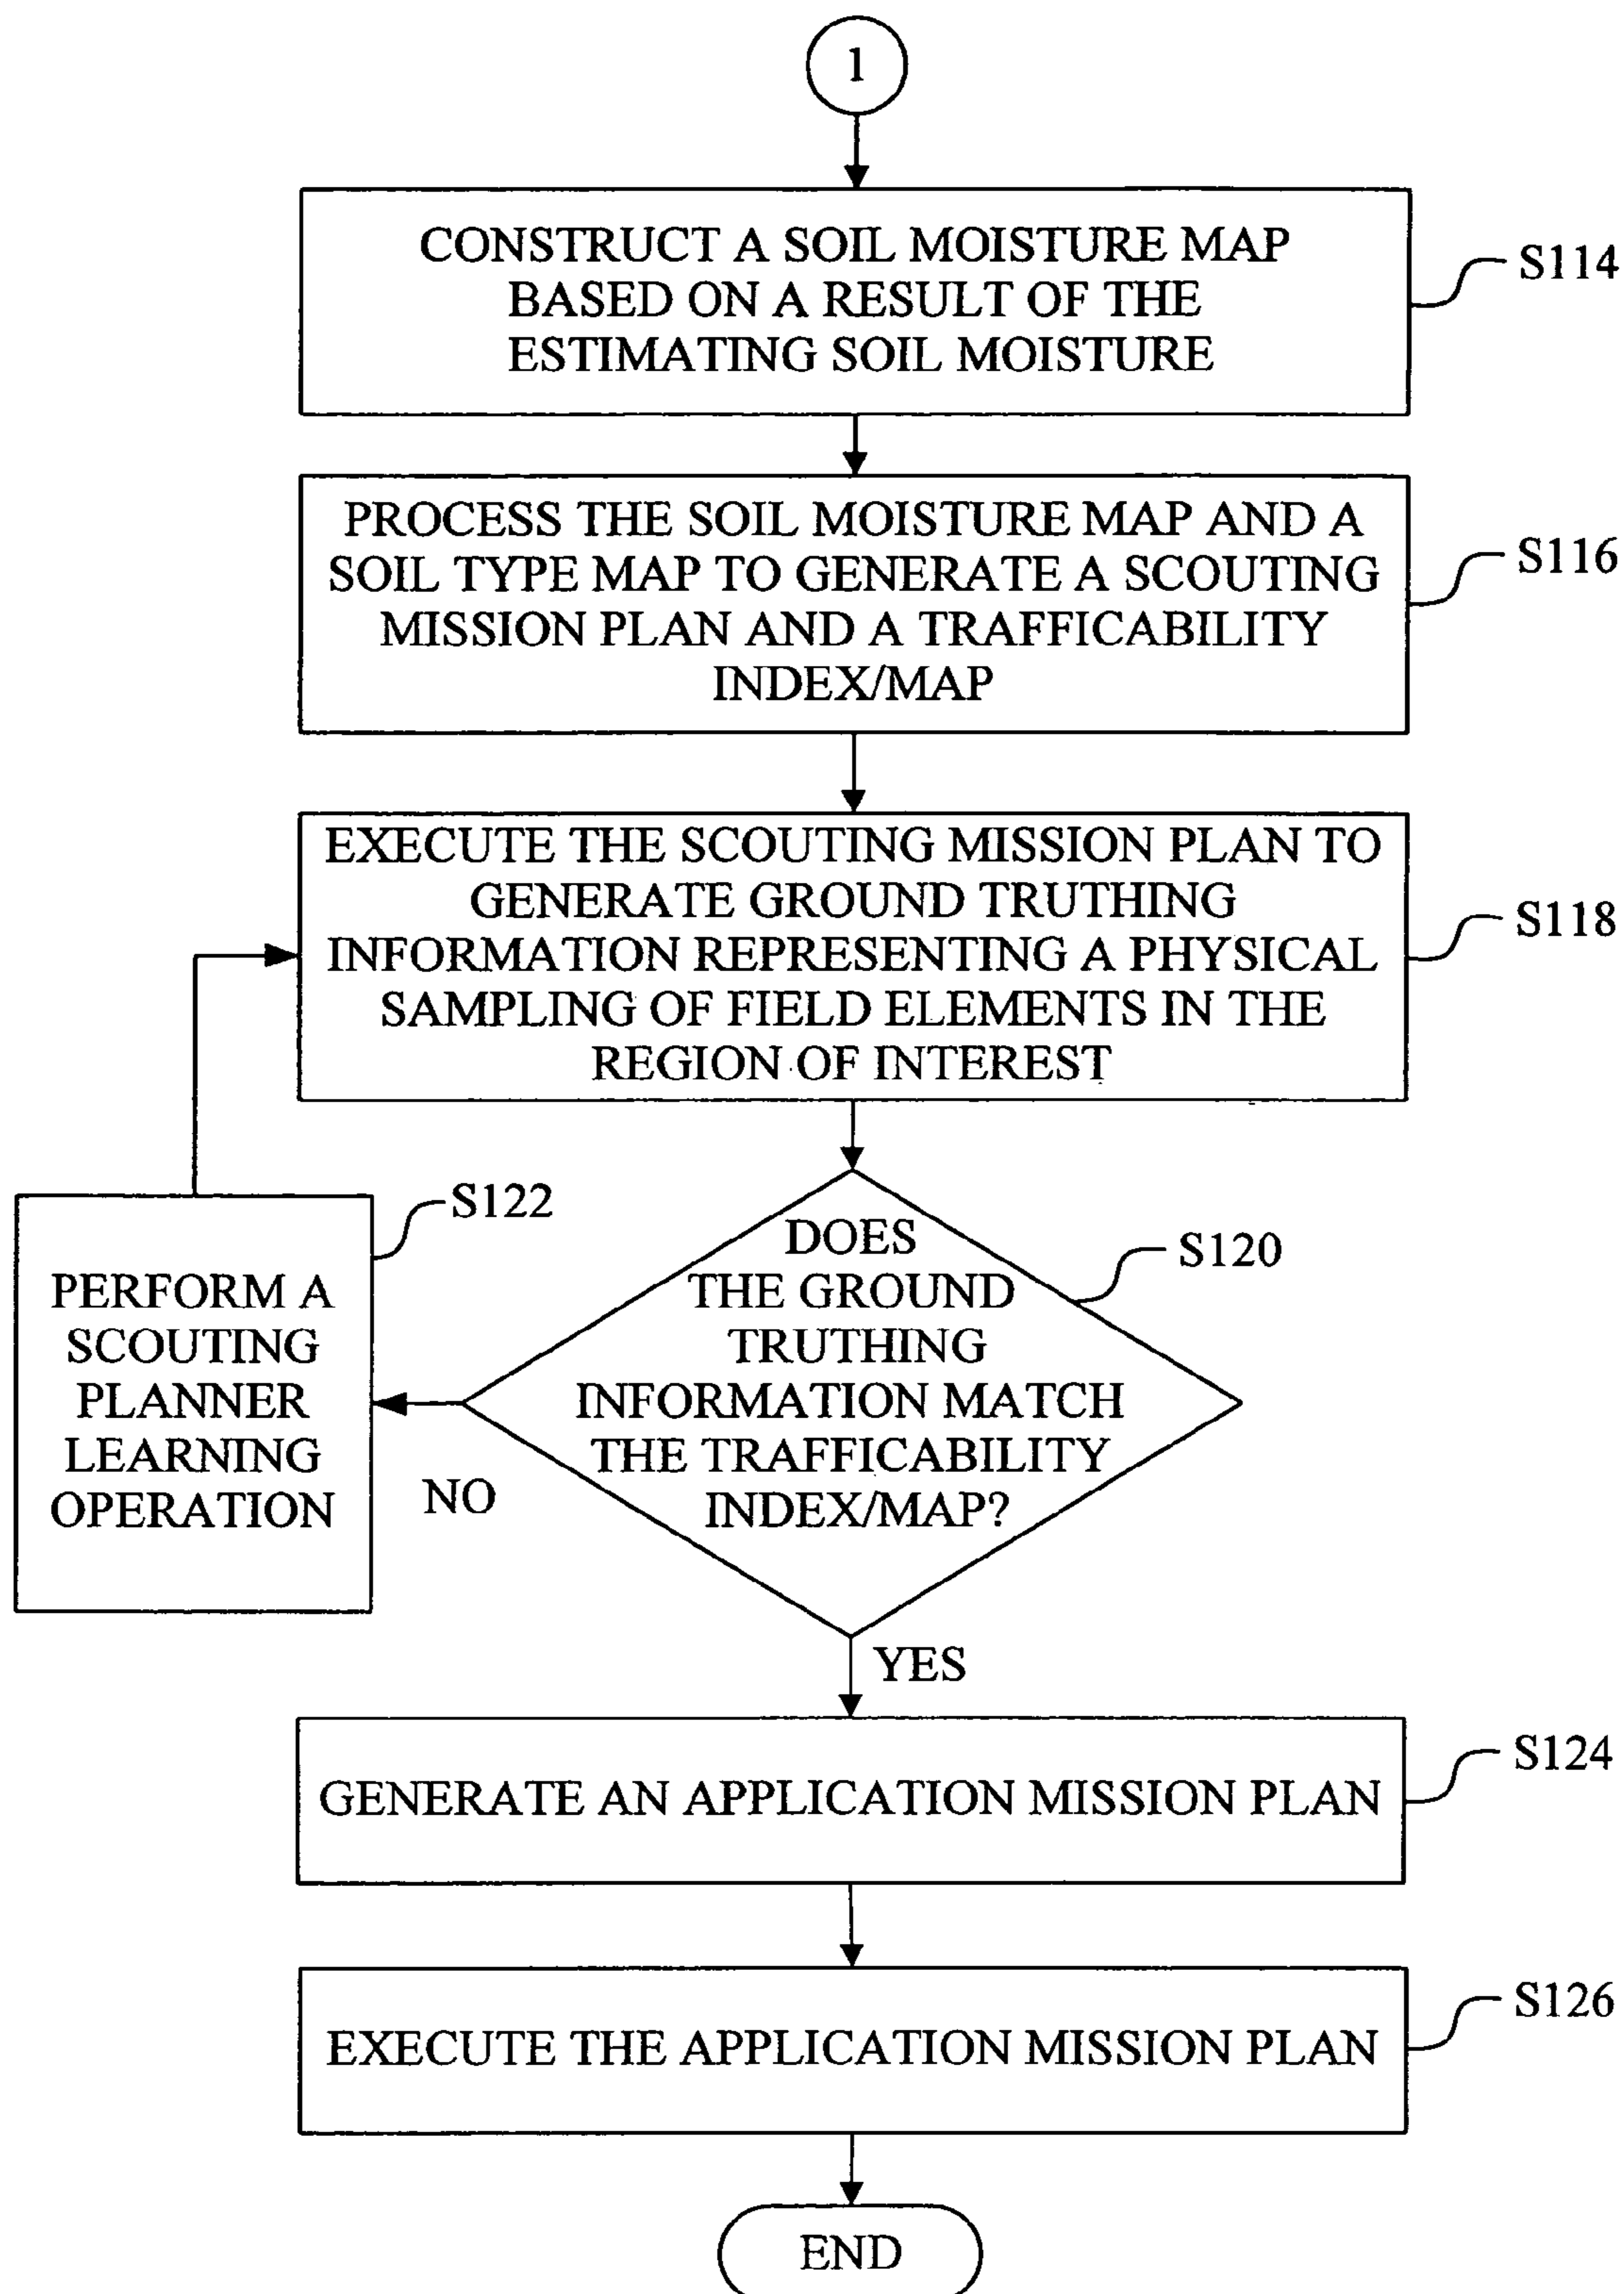 1
CONSTRUCT A SOIL MOISTURE MAP
BASED ON A RESULT OF THE
ESTIMATING SOIL MOISTURE
S114
PROCESS THE SOIL MOISTURE MAP AND A
SOIL TYPE MAP TO GENERATE A SCOUTING
MISSION PLAN AND A TRAFFICABILITY
INDEX/MAP
S116
EXECUTE THE SCOUTING MISSION PLAN TO
GENERATE GROUND TRUTHING
INFORMATION REPRESENTING A PHYSICAL
SAMPLING OF FIELD ELEMENTS IN THE
REGION OF INTEREST
S118
DOES
THE GROUND
TRUTHING
INFORMATION MATCH
THE TRAFFICABILITY
INDEX/MAP?
S120
NO
PERFORM A
SCOUTING
PLANNER
LEARNING
OPERATION
S122
YES
GENERATE AN APPLICATION MISSION PLAN
S124
EXECUTE THE APPLICATION MISSION PLAN
S126
END